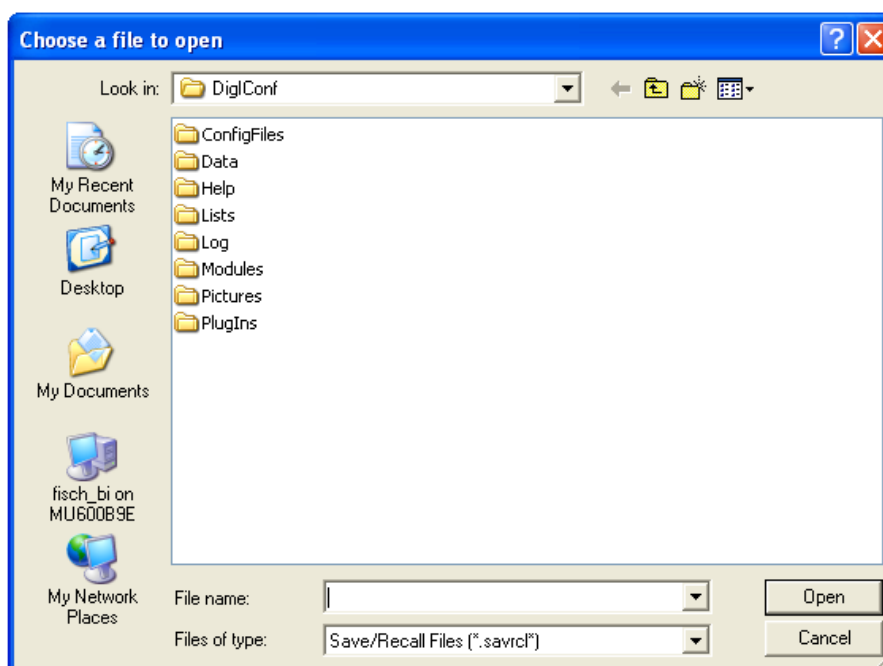 Choose a file to open
Look in: DigIConf
ConfigFiles
Data
Help
Lists
Log
Modules
Pictures
PlugIns
My Recent
Documents
Desktop
My Documents
fisch_bi on
MU600B9E
My Network
Places
File name:
Open
Files of type: Save/Recall Files (*.savrcl*)
Cancel